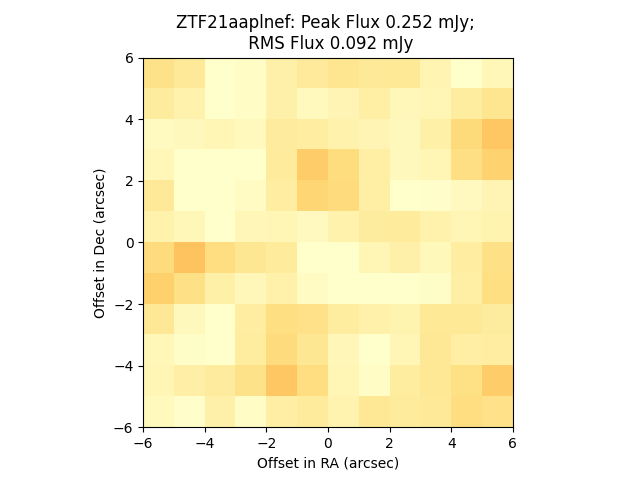 ZTF21aaplnef: Peak Flux 0.252 mJy;
RMS Flux 0.092 mJy
6
4
2
0
−2
−4
−6
Offset in Dec (arcsec)
−6 −4 −2 0 2 4 6
Offset in RA (arcsec)